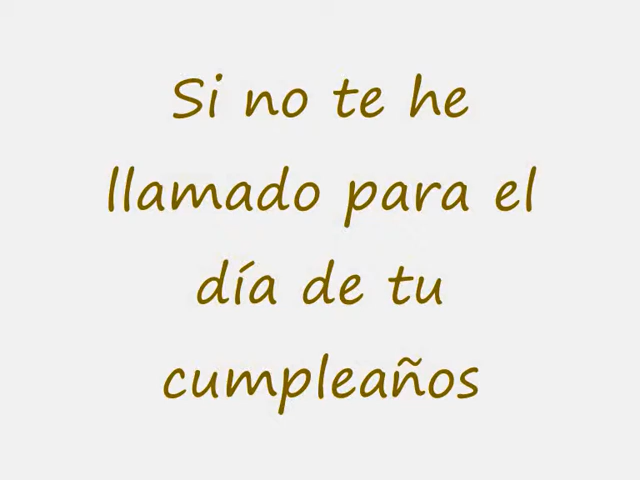 Si no te he
llamado para el
día de tu
cumpleaños